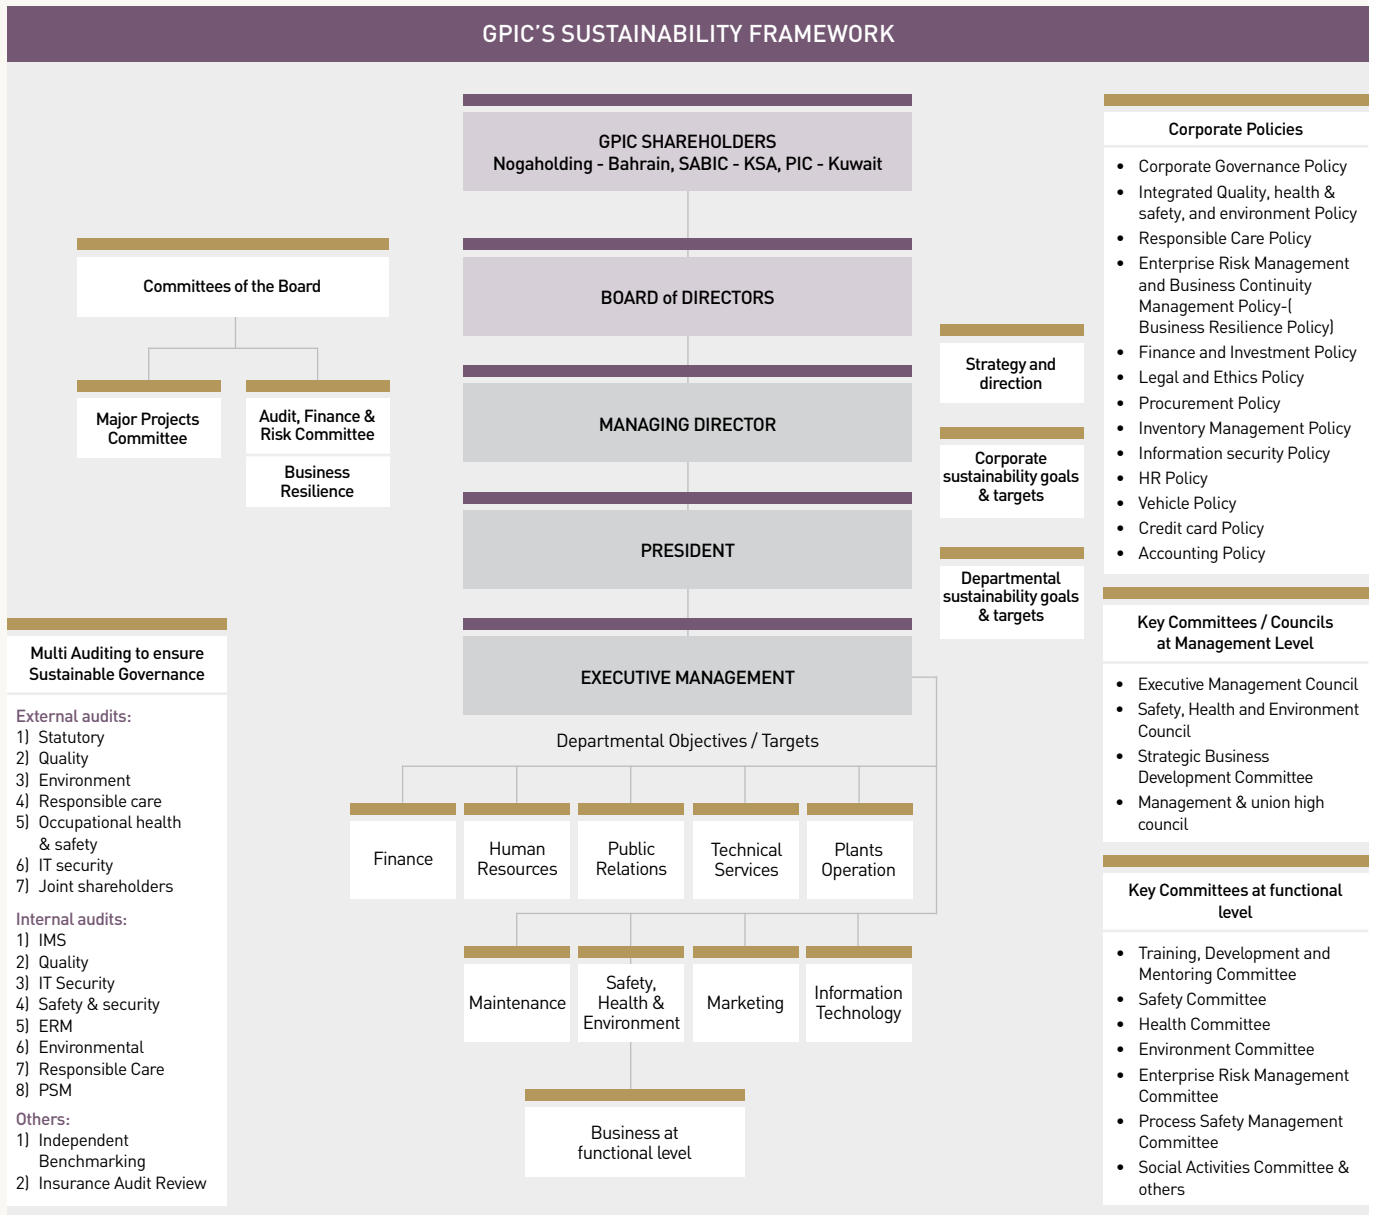 GPIC'S SUSTAINABILITY FRAMEWORK
GPIC SHAREHOLDERS
Nogaholding - Bahrain, SABIC - KSA, PIC - Kuwait
BOARD of DIRECTORS
MANAGING DIRECTOR
PRESIDENT
EXECUTIVE MANAGEMENT
Committees of the Board
Major Projects
Committee
Audit, Finance &
Risk Committee
Business
Resilience
Strategy and
direction
Corporate
sustainability goals
& targets
Departmental
sustainability goals
& targets
Multi Auditing to ensure
Sustainable Governance
External audits:
1) Statutory
2) Quality
3) Environment
4) Responsible care
5) Occupational health
& safety
6) IT security
7) Joint shareholders
Internal audits:
1) IMS
2) Quality
3) IT Security
4) Safety & security
5) ERM
6) Environmental
7) Responsible Care
8) PSM
Others:
1) Independent
Benchmarking
2) Insurance Audit Review
Departmental Objectives / Targets
Finance
Human
Resources
Public
Relations
Technical
Services
Plants
Operation
Maintenance
Safety,
Health &
Environment
Marketing
Information
Technology
Business at
functional level
Corporate Policies
• Corporate Governance Policy
• Integrated Quality, health &
safety, and environment Policy
• Responsible Care Policy
• Enterprise Risk Management
and Business Continuity
Management Policy-(
Business Resilience Policy)
• Finance and Investment Policy
• Legal and Ethics Policy
• Procurement Policy
• Inventory Management Policy
• Information security Policy
• HR Policy
• Vehicle Policy
• Credit card Policy
• Accounting Policy
Key Committees / Councils
at Management Level
• Executive Management Council
• Safety, Health and Environment
Council
• Strategic Business
Development Committee
• Management & union high
council
Key Committees at functional
level
• Training, Development and
Mentoring Committee
• Safety Committee
• Health Committee
• Environment Committee
• Enterprise Risk Management
Committee
• Process Safety Management
Committee
• Social Activities Committee &
others